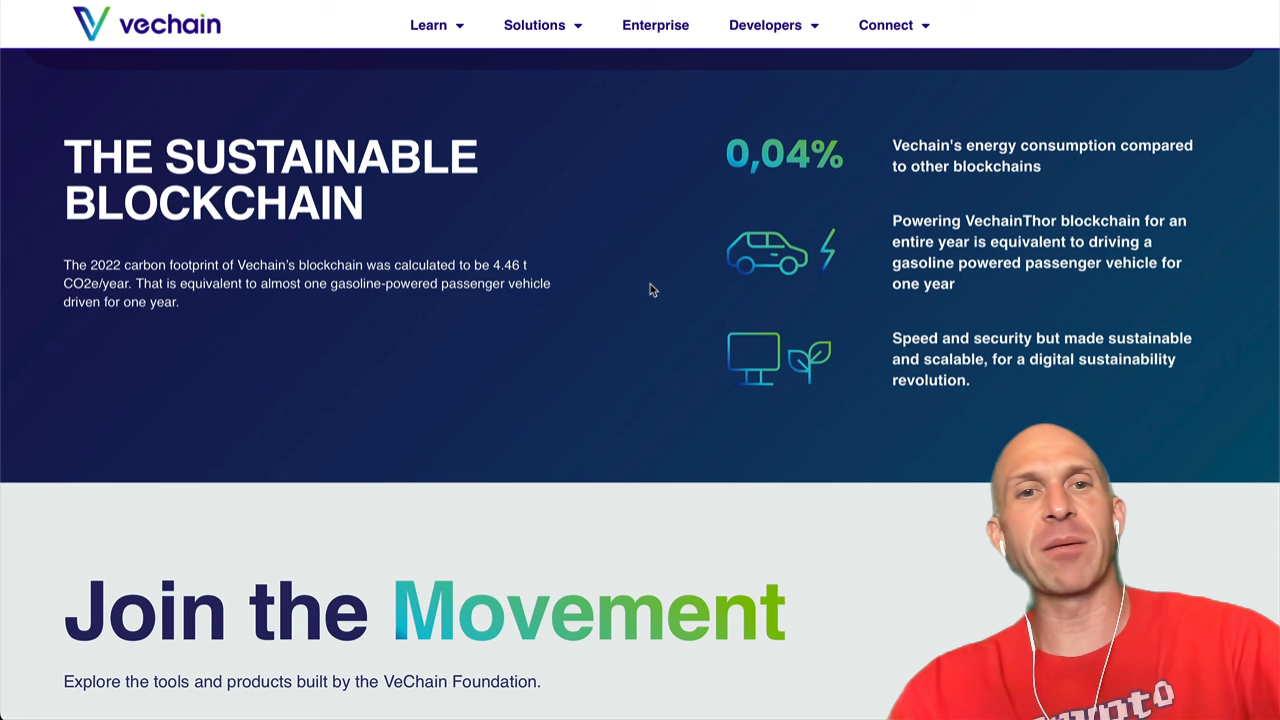 vechain
Learn
Solutions
Enterprise
Developers
Connect
THE SUSTAINABLE
BLOCKCHAIN
The 2022 carbon footprint of Vechain's blockchain was calculated to be 4.46 t
CO2e/year. That is equivalent to almost one gasoline-powered passenger vehicle
driven for one year.
0,04%
Vechain's energy consumption compared
to other blockchains
Powering VechainThor blockchain for an
entire year is equivalent to driving a
gasoline powered passenger vehicle for
one year
Speed and security but made sustainable
and scalable, for a digital sustainability
revolution.
Join the Movement
Explore the tools and products built by the VeChain Foundation.